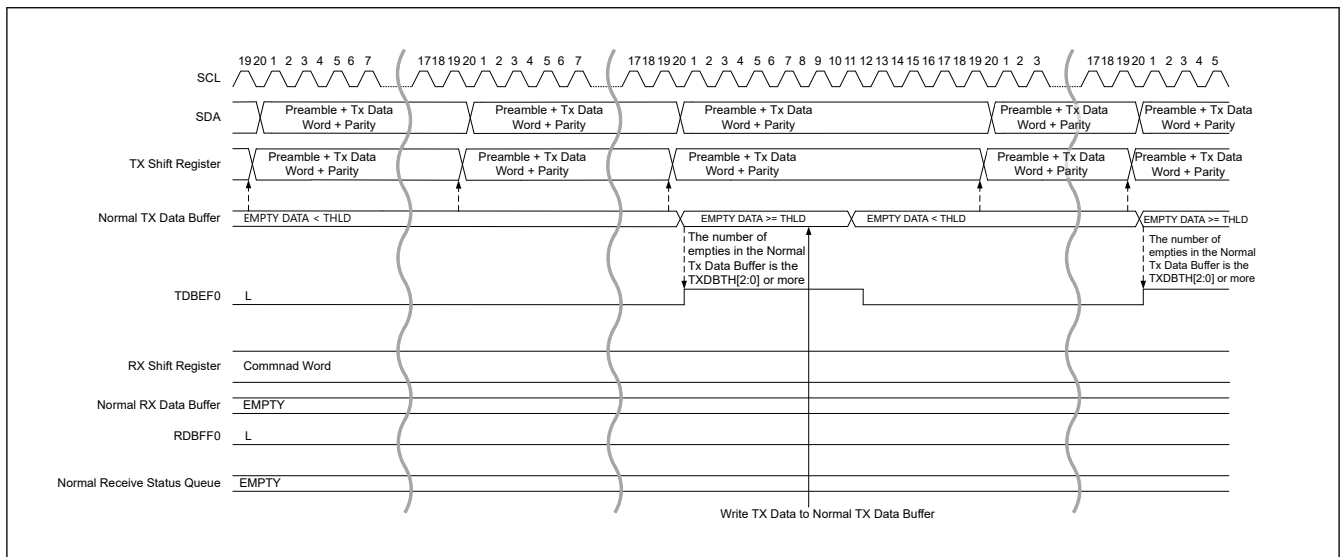 19 20 1 2 3 4 5 6 7 17 18 19 20 1 2 3 4 5 6 7 17 18 19 20 1 2 3 4 5 6 7 8 9 10 11 12 13 14 15 16 17 18 19 20 1 2 3 17 18 19 20 1 2 3 4 5
SCL
SDA
Preamble + Tx Data
Word + Parity
Preamble + Tx Data
Word + Parity
Preamble + Tx Data
Word + Parity
Preamble + Tx Data
Word + Parity
Preamble + Tx Data
Word + Parity
TX Shift Register
Preamble + Tx Data
Word + Parity
Preamble + Tx Data
Word + Parity
Preamble + Tx Data
Word + Parity
Preamble + Tx Data
Word + Parity
Preamble + Tx Data
Word + Parity
Normal TX Data Buffer
EMPTY DATA < THLD
EMPTY DATA >= THLD
EMPTY DATA < THLD
EMPTY DATA >= THLD
The number of
empties in the Normal
Tx Data Buffer is the
TXDBTH[2:0] or more
The number of
empties in the Normal
Tx Data Buffer is the
TXDBTH[2:0] or more
TDBEF0
L
RX Shift Register
Commnad Word
Normal RX Data Buffer
EMPTY
RDBFF0
L
Normal Receive Status Queue
EMPTY
Write TX Data to Normal TX Data Buffer